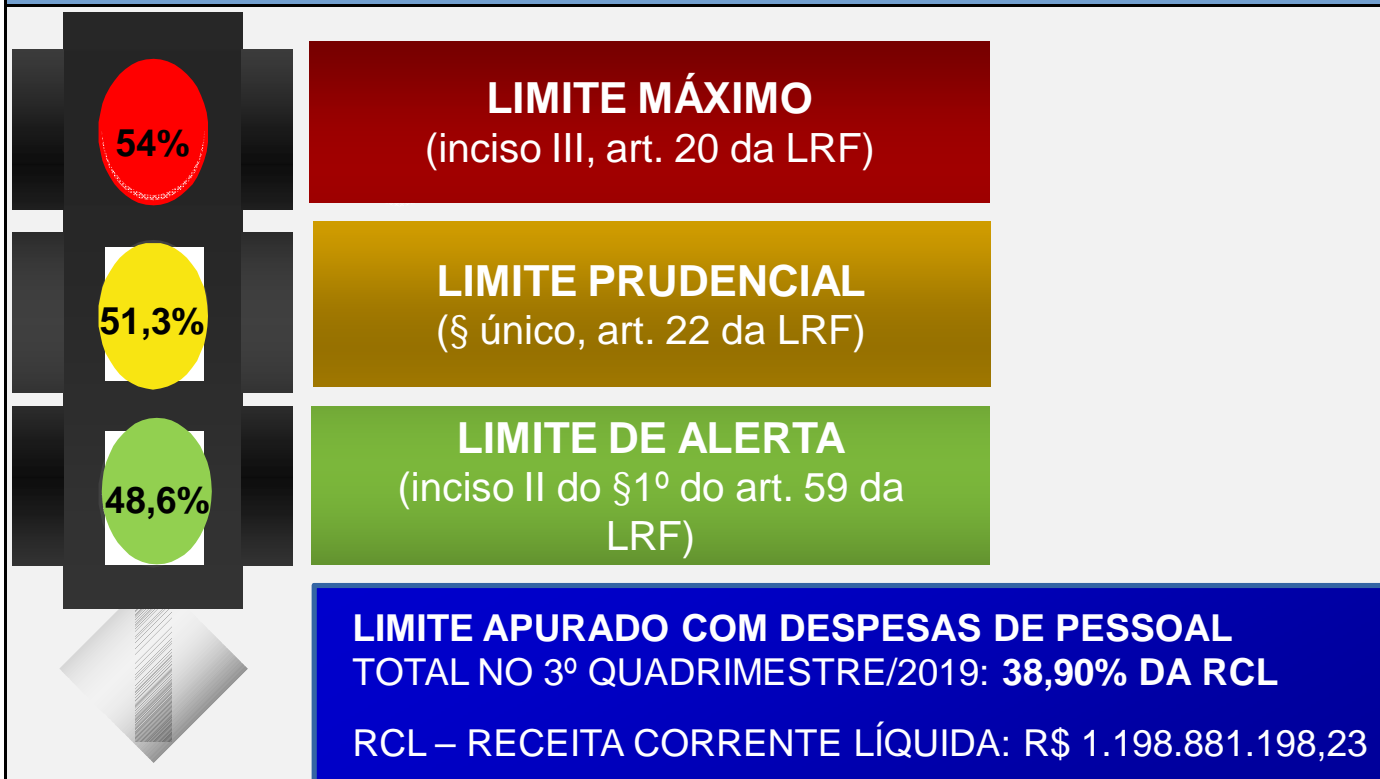 54%
LIMITE MÁXIMO
(inciso III, art. 20 da LRF)
51,3%
LIMITE PRUDENCIAL
(§ único, art. 22 da LRF)
48,6%
LIMITE DE ALERTA
(inciso II do §1º do art. 59 da
LRF)
LIMITE APURADO COM DESPESAS DE PESSOAL
TOTAL NO 3º QUADRIMESTRE/2019: 38,90% DA RCL
RCL – RECEITA CORRENTE LÍQUIDA: R$ 1.198.881.198,23